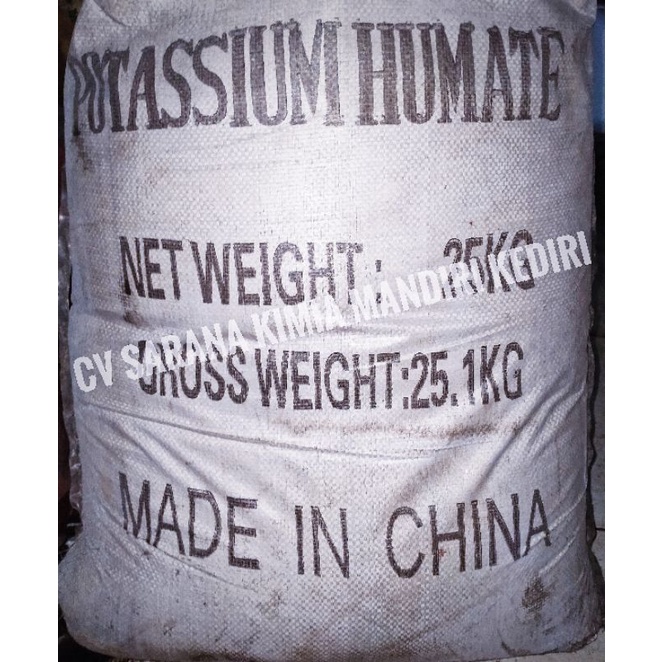 POTASSIUM HUMATE
NET WEIGHT : 25KG
CV SARANA KIMIA MANDIRI KEDIRI
GROSS WEIGHT:25.1KG
MADE IN CHINA